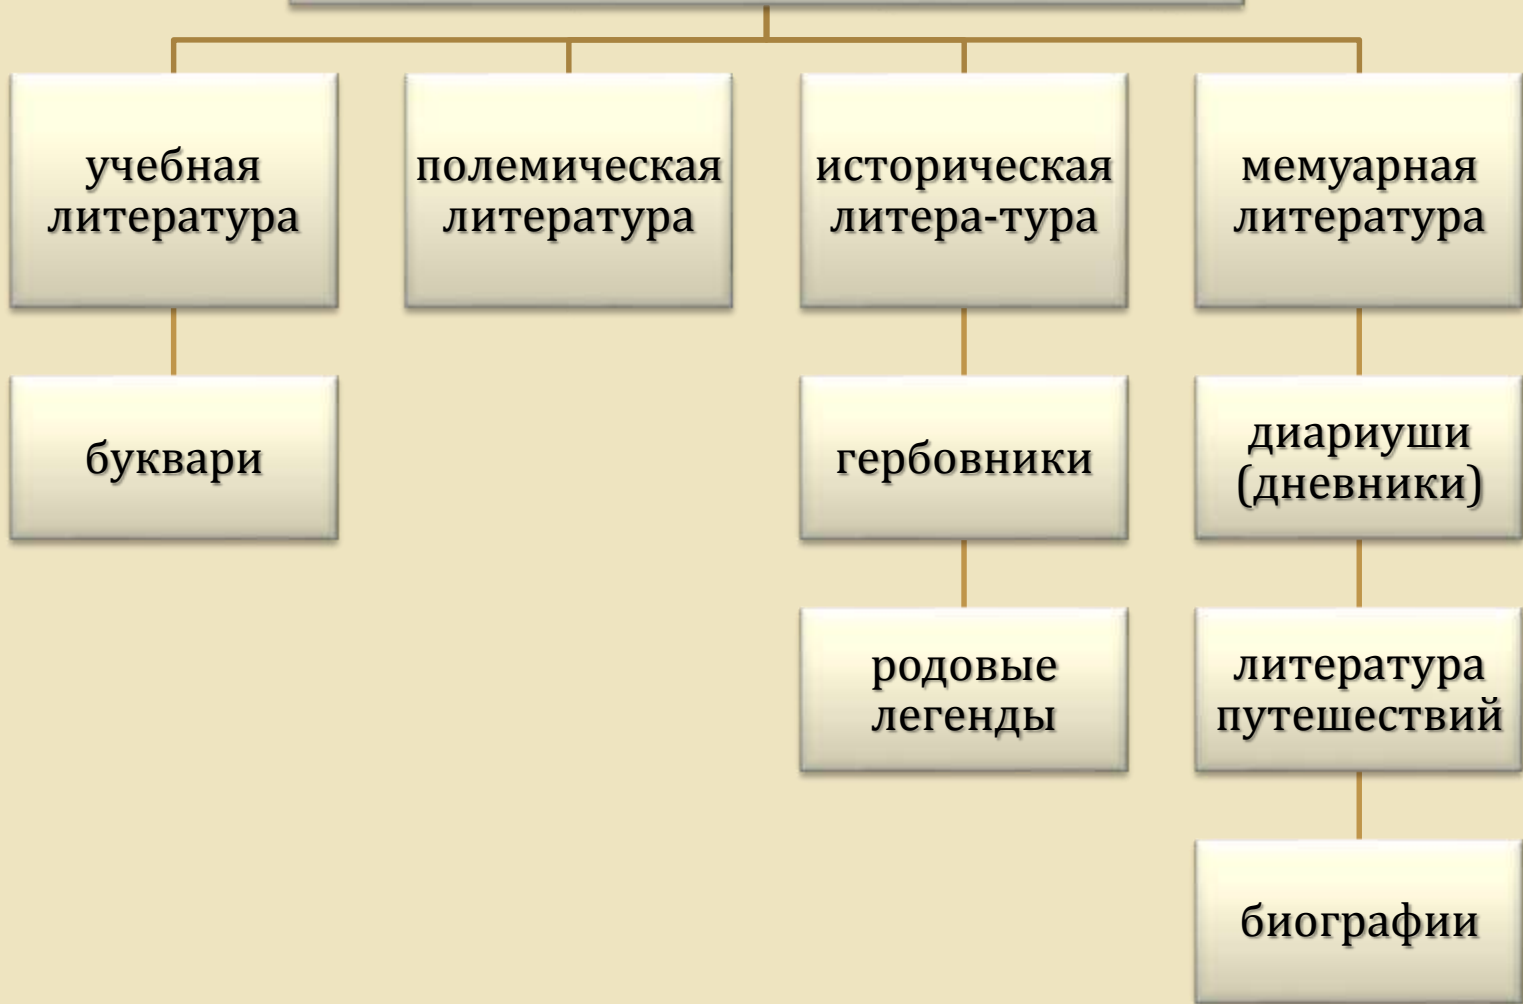 учебная
литература
полемическая
литература
историческая
литера-тура
мемуарная
литература
буквари
гербовники
диариуши
(дневники)
родовые
легенды
литература
путешествий
биографии